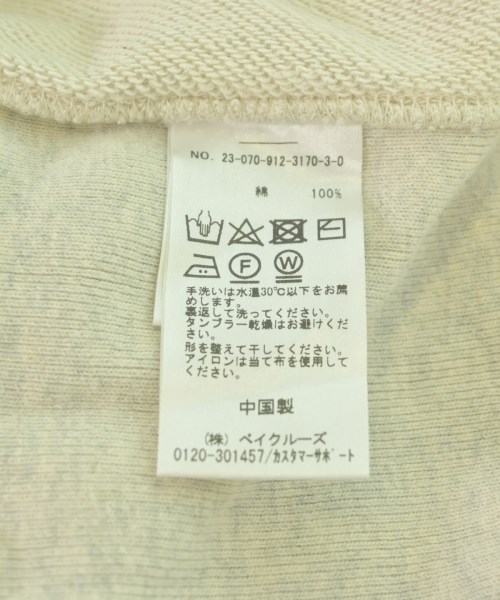 NO. 23-070-912-3170-3-0
綿 100%
F W
手洗いは水温30℃以下をお薦
めします。
裏返して洗ってください。
タンブラー乾燥はお避けくだ
さい。
形を整えて干してください。
アイロンは当て布を使用して
ください。
中国製
(株) ベイクルーズ
0120-301457/カスタマーサポート